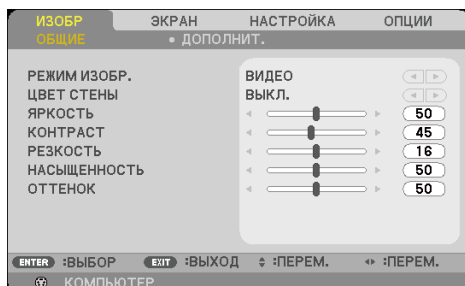 ИЗОБР ЭКРАН НАСТРОЙКА ОПЦИИ
ОБЩИЕ • ДОПОЛНИТ.
РЕЖИМ ИЗОБР. ВИДЕО
ЦВЕТ СТЕНЫ ВЫКЛ.
ЯРКОСТЬ 50
КОНТРАСТ 45
РЕЗКОСТЬ 16
НАСЫЩЕННОСТЬ 50
ОТТЕНОК 50
ENTER :ВЫБОР EXIT :ВЫХОД :ПЕРЕМ. :ПЕРЕМ.
КОМПЬЮТЕР